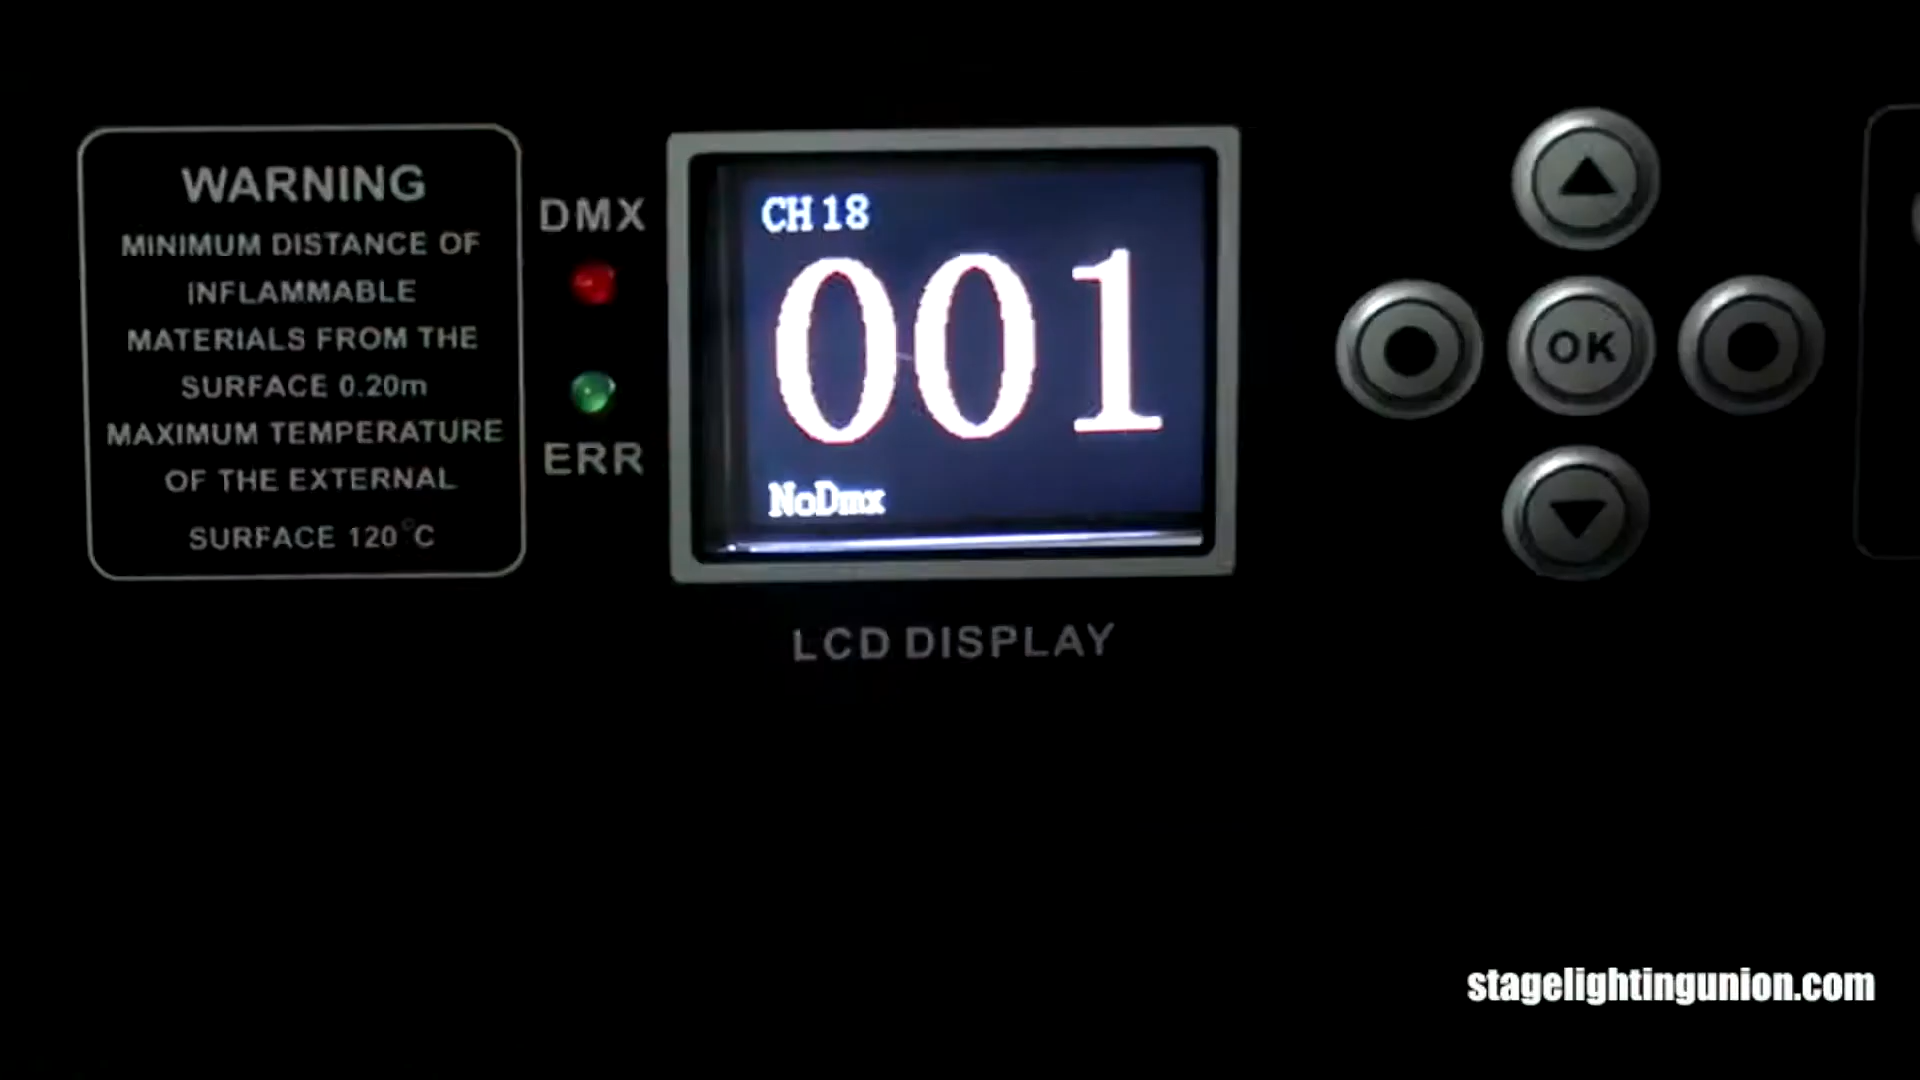 WARNING
MINIMUM DISTANCE OF
INFLAMMABLE
MATERIALS FROM THE
SURFACE 0.20m
MAXIMUM TEMPERATURE
OF THE EXTERNAL
SURFACE 120°C
DMX
ERR
CH 18
001
NoDmx
LCD DISPLAY
OK
stagelightingunion.com